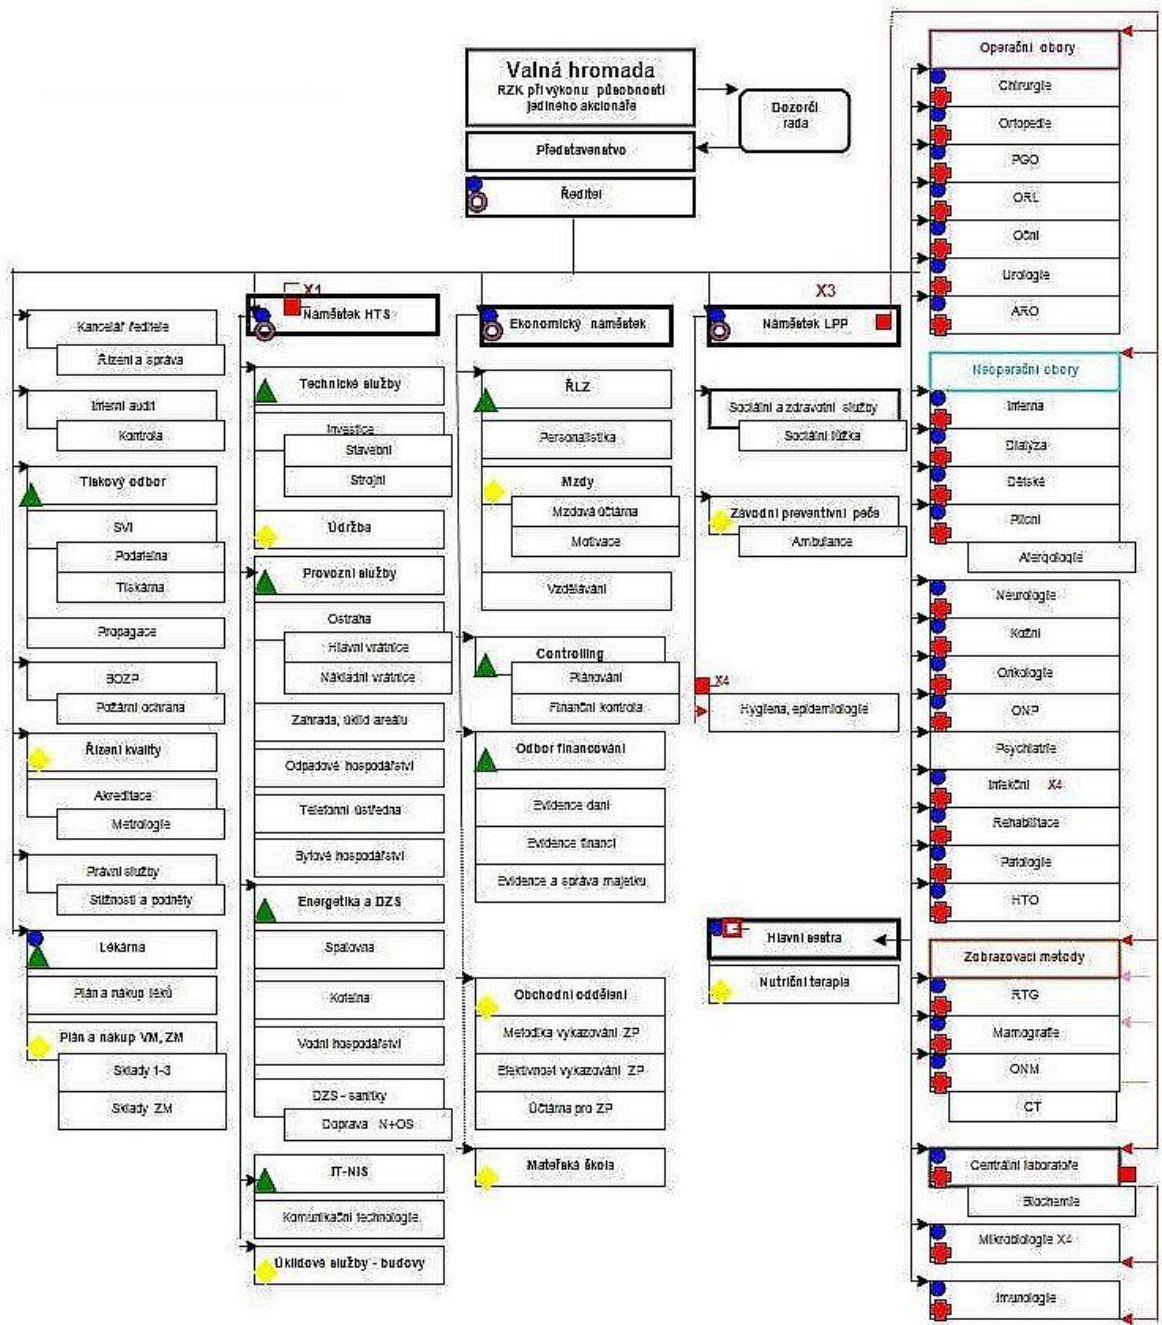 Valná hromada
RZK při výkonu působnosti
jediného akcionáře
Dozorčí
rada
Představenstvo
Ředitel
X1
X3
Kancelář ředitele
Řízení a správa
Interní audit
Kontrola
Tiskový odbor
SVI
Podatelna
Tiskárna
Propagace
BOZP
Požární ochrana
Řízení kvality
Akreditace
Metrologie
Právní služby
Stížnosti a podněty
Lékárna
Plán a nákup léků
Plán a nákup VM, ZM
Sklady 1-3
Sklady ZM
Náměstek HTS
Technické služby
Investice
Stavební
Strojní
Údržba
Provozní služby
Ostraha
Hlavní vrátnice
Nákladní vrátnice
Zahrada, úklid areálu
Odpadové hospodářství
Telefonní ústředna
Bytové hospodářství
Energetika a DZS
Spalovna
Kotelna
Vodní hospodářství
DZS - sanitky
Doprava N+OS
IT-NIS
Komunikační technologie
Úklidové služby - budovy
Ekonomický náměstek
ŘLZ
Personalistika
Mzdy
Mzdová účtárna
Motivace
Vzdělávání
Controlling
Plánování
Finanční kontrola
Odbor financování
Evidence daní
Evidence financí
Evidence a správa majetku
Obchodní oddělení
Metodika vykazování ZP
Efektivnost vykazování ZP
Účtárna pro ZP
Mateřská škola
Náměstek LPP
Sociální a zdravotní služby
Sociální lůžka
Závodní preventivní péče
Ambulance
X4
Hygiena, epidemiologie
Hlavní sestra
Nutriční terapie
Operační obory
Chirurgie
Ortopedie
PGO
ORL
Oční
Urologie
ARO
Neoperační obory
Interna
Dialýza
Dětské
Plicní
Alergologie
Neurologie
Kožní
Onkologie
ONP
Psychiatrie
Infekční X4
Rehabilitace
Patologie
HTO
Zobrazovací metody
RTG
Mamografie
ONM
CT
Centrální laboratoře
Biochemie
Mikrobiologie X4
Imunologie